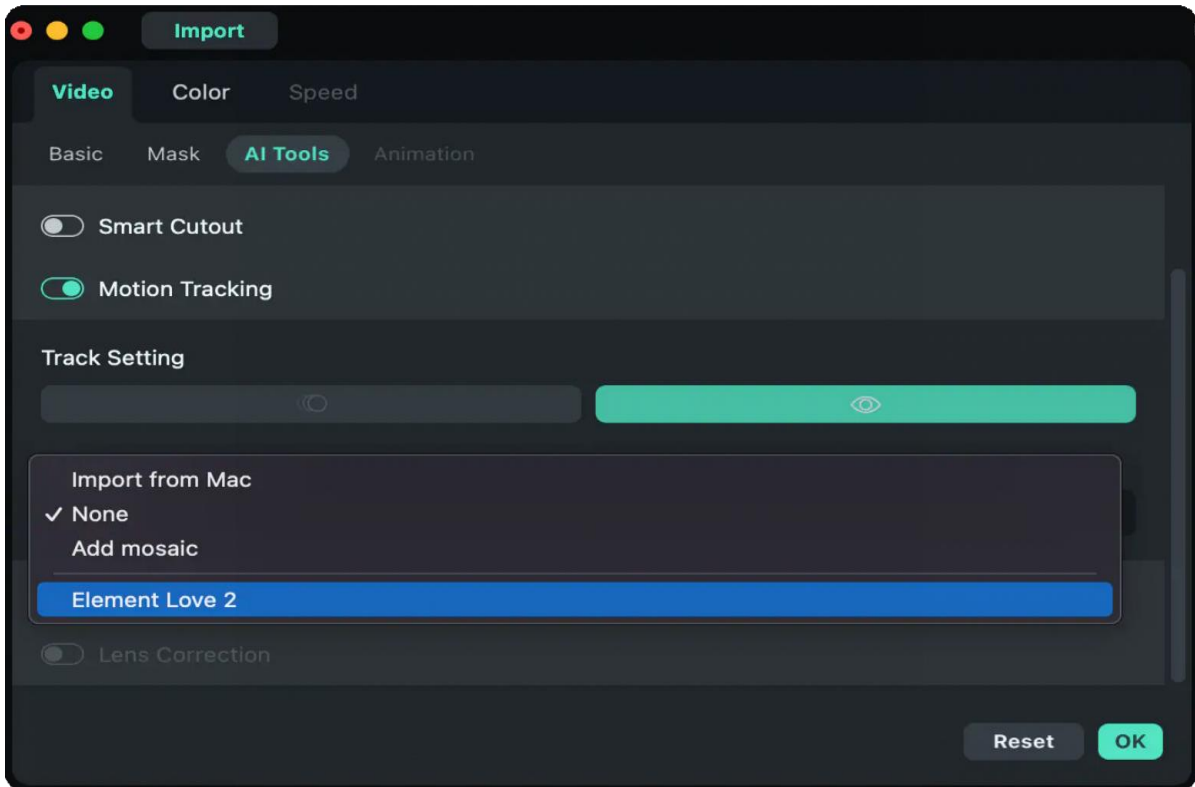 Import
Video Color Speed
Basic Mask AI Tools Animation
Smart Cutout
Motion Tracking
Track Setting
Import from Mac
None
Add mosaic
Element Love 2
Lens Correction
Reset OK